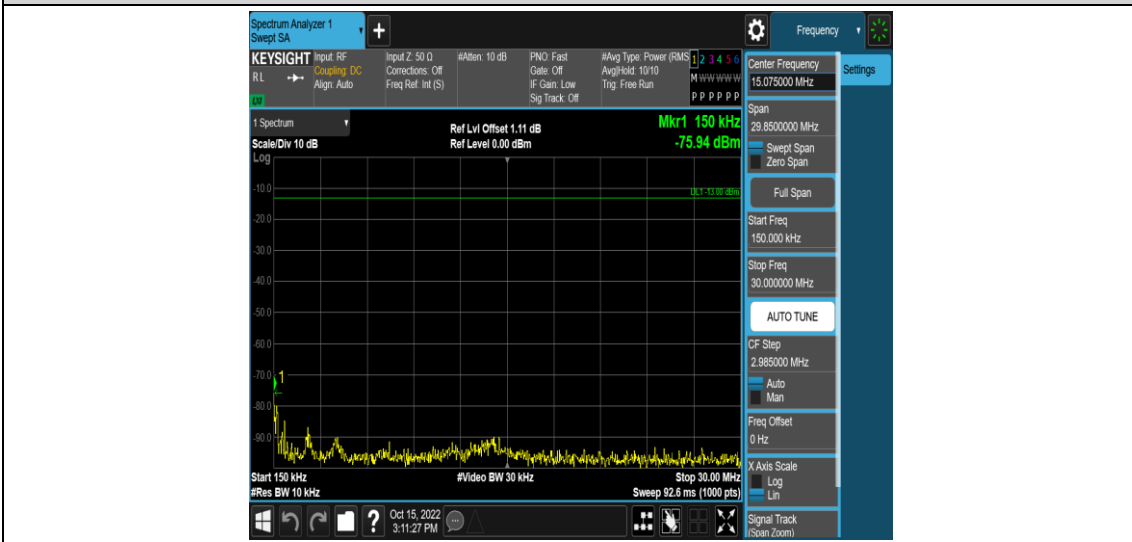 Spectrum Analyzer 1
Swept SA
+
Frequency
KEYSIGHT
RL
LXI
Input: RF
Coupling: DC
Align: Auto
Input Z: 50 Ω
Corrections: Off
Freq Ref: Int (S)
#Atten: 10 dB
PNO: Fast
Gate: Off
IF Gain: Low
Sig Track: Off
#Avg Type: Power (RMS
Avg|Hold: 10/10
Trig: Free Run
1 2 3 4 5 6
M W W W W W
P P P P P P
Center Frequency
15.075000 MHz
Settings
Span
29.8500000 MHz
Swept Span
Zero Span
Full Span
Start Freq
150.000 kHz
Stop Freq
30.000000 MHz
AUTO TUNE
CF Step
2.985000 MHz
Auto
Man
Freq Offset
0 Hz
X Axis Scale
Log
Lin
Signal Track
(Span Zoom)
1 Spectrum
Scale/Div 10 dB
Log
Ref Lvl Offset 1.11 dB
Ref Level 0.00 dBm
Mkr1 150 kHz
-75.94 dBm
DL1 -13.00 dBm
-10.0
-20.0
-30.0
-40.0
-50.0
-60.0
-70.0
1
-80.0
-90.0
Start 150 kHz
#Video BW 30 kHz
Stop 30.00 MHz
#Res BW 10 kHz
Sweep 92.6 ms (1000 pts)
?
Oct 15, 2022
3:11:27 PM